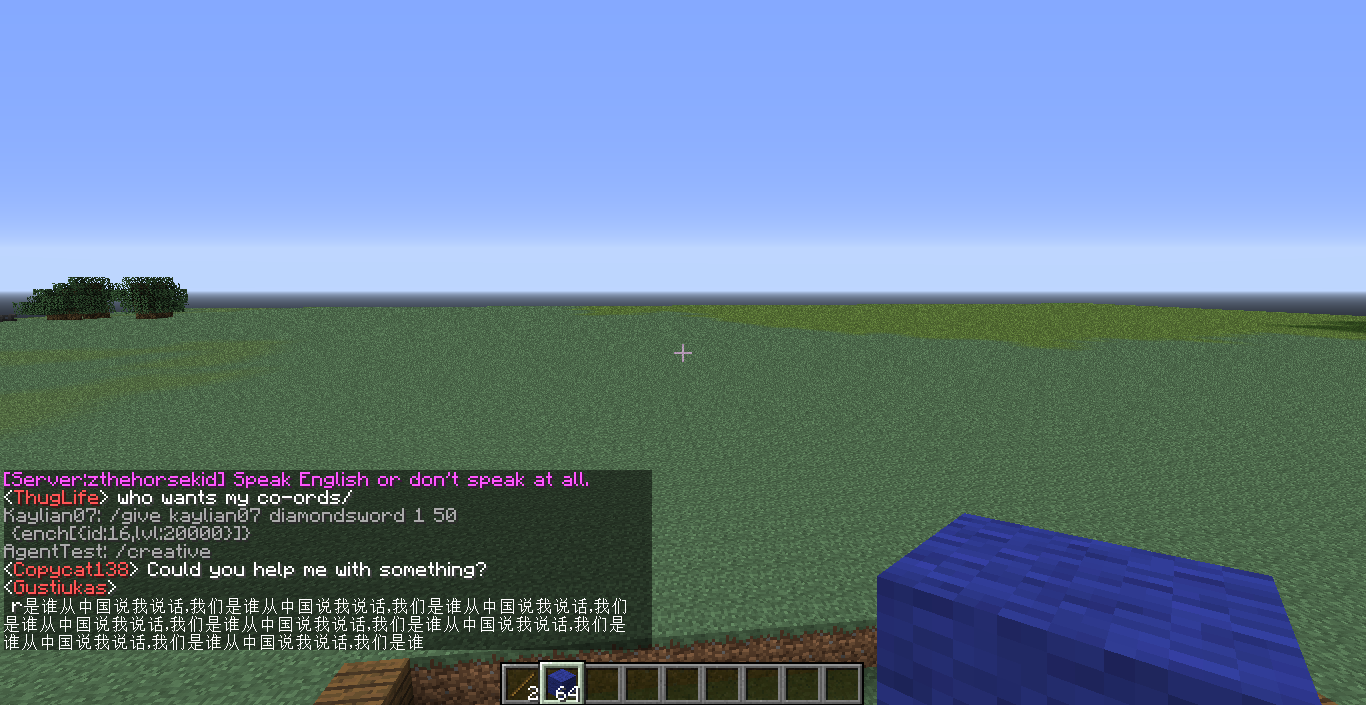 [Server:zthehorsekid] Speak English or don't speak at all.
<ThugLife> who wants my co-ords/
Kaylian07: /give kaylian07 diamondsword 1 50
{ench[{id:16,lvl:20000}]}
AgentTest: /creative
<Copycat138> Could you help me with something?
<Gustiukas>
r是谁从中国说我说话,我们是谁从中国说我说话,我们是谁从中国说我说话,我们
是谁从中国说我说话,我们是谁从中国说我说话,我们是谁从中国说我说话,我们是
谁从中国说我说话,我们是谁从中国说我说话,我们是谁
2 64